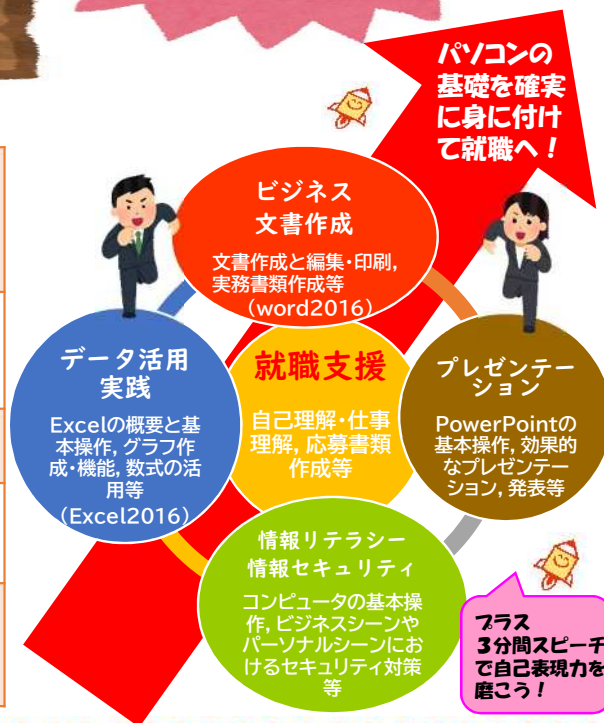 パソコンの
基礎を確実
に身に付け
て就職へ！
ビジネス
文書作成
文書作成と編集・印刷,
実務書類作成等
（word2016）
データ活用
実践
Excelの概要と基
本操作, グラフ作
成・機能, 数式の活
用等
（Excel2016）
就職支援
自己理解・仕事
理解, 応募書類
作成等
プレゼンテー
ション
PowerPointの
基本操作, 効果的
なプレゼンテー
ション, 発表等
情報リテラシー
情報セキュリティ
コンピュータの基本操
作, ビジネスシーンや
パーソナルシーンにお
けるセキュリティ対策
等
プラス
３分間スピーチ
で自己表現力を
磨こう！